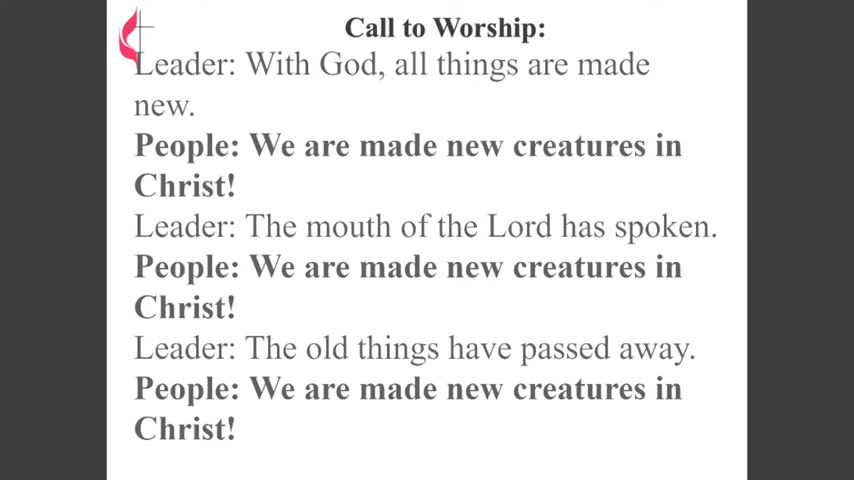 Call to Worship:
Leader: With God, all things are made
new.
People: We are made new creatures in
Christ!
Leader: The mouth of the Lord has spoken.
People: We are made new creatures in
Christ!
Leader: The old things have passed away.
People: We are made new creatures in
Christ!